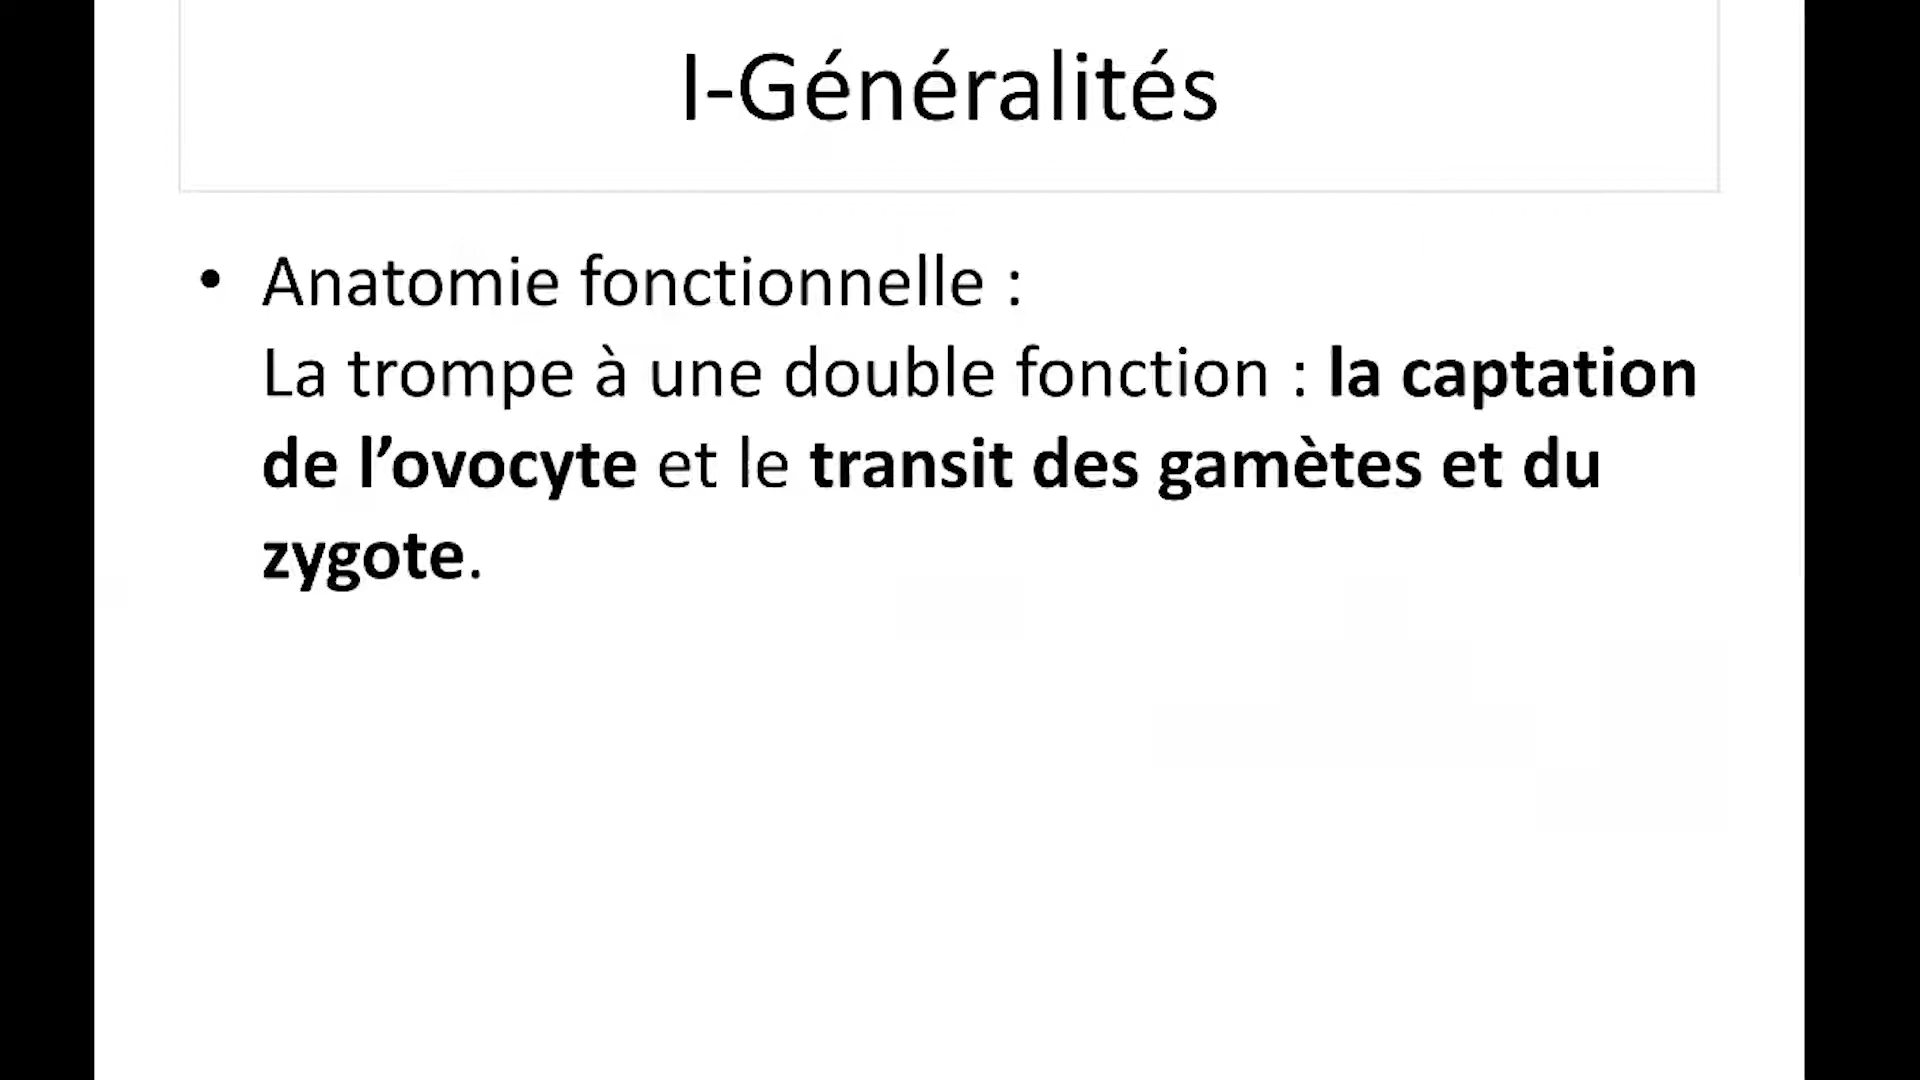 I-Généralités
• Anatomie fonctionnelle :
La trompe à une double fonction : la captation
de l’ovocyte et le transit des gamètes et du
zygote.